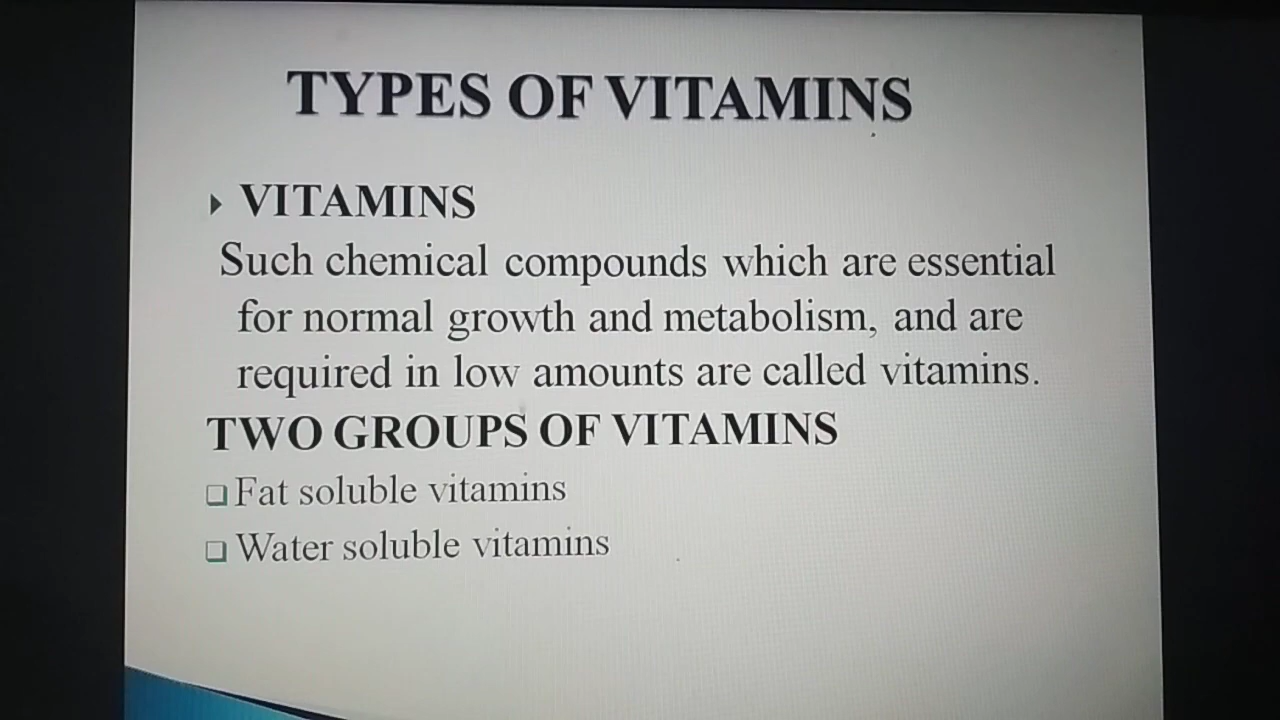 TYPES OF VITAMINS
VITAMINS
Such chemical compounds which are essential
for normal growth and metabolism, and are
required in low amounts are called vitamins.
TWO GROUPS OF VITAMINS
Fat soluble vitamins
Water soluble vitamins